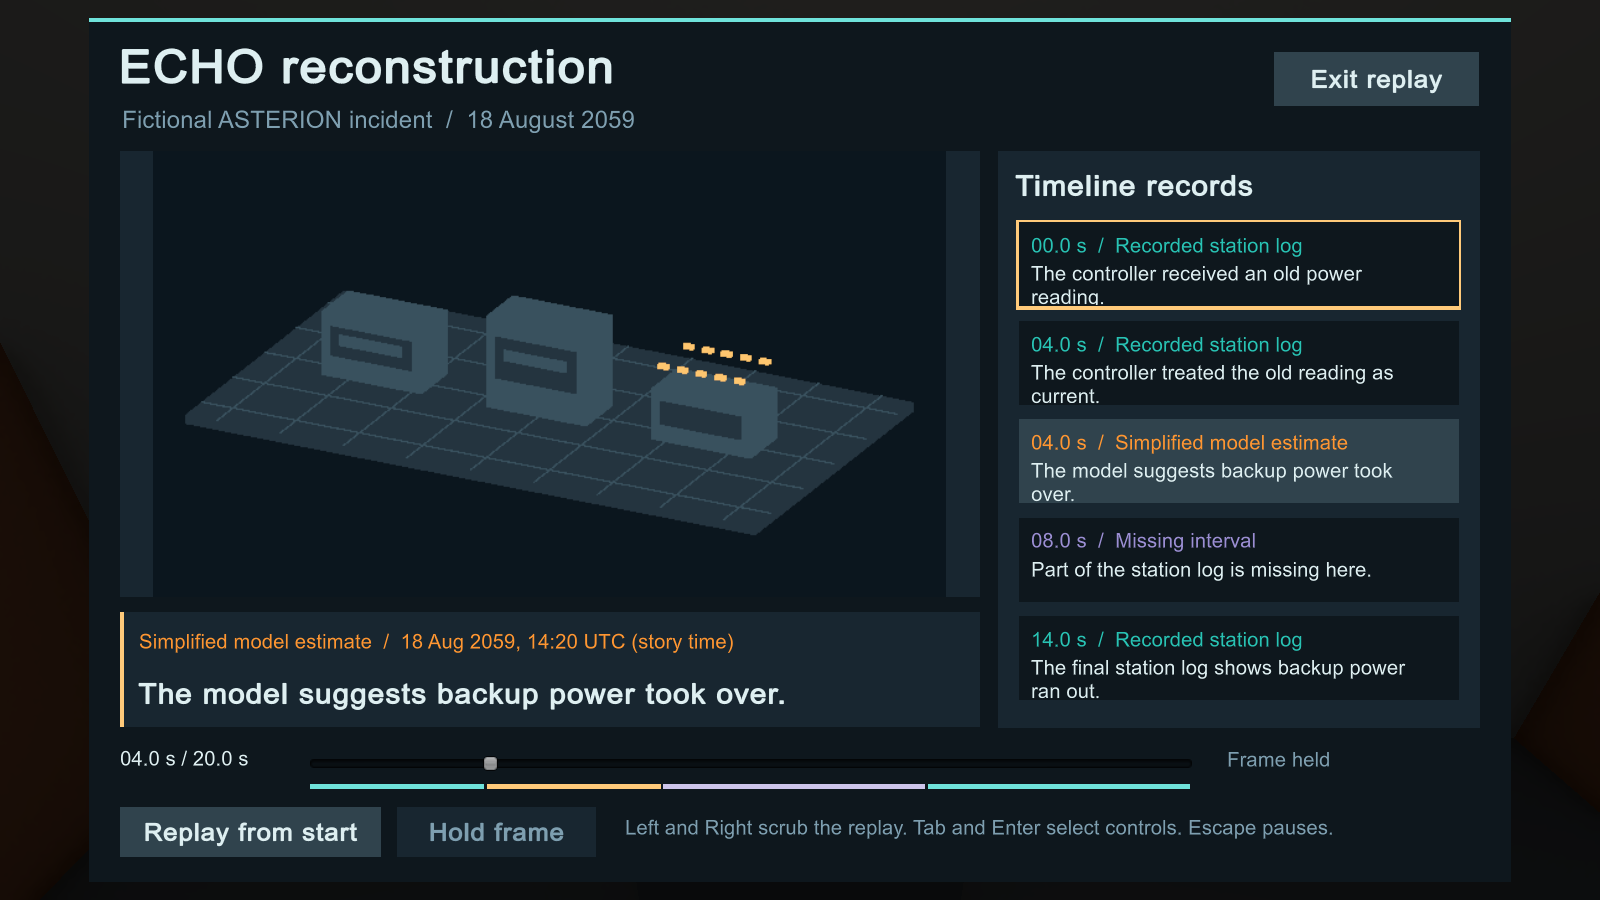 ECHO reconstruction
Exit replay
Fictional ASTERION incident / 18 August 2059
Timeline records
00.0 s / Recorded station log
The controller received an old power
reading.
04.0 s / Recorded station log
The controller treated the old reading as
current.
04.0 s / Simplified model estimate
The model suggests backup power took
over.
08.0 s / Missing interval
Part of the station log is missing here.
14.0 s / Recorded station log
The final station log shows backup power
ran out.
Simplified model estimate / 18 Aug 2059, 14:20 UTC (story time)
The model suggests backup power took over.
04.0 s / 20.0 s
Frame held
Replay from start
Hold frame
Left and Right scrub the replay. Tab and Enter select controls. Escape pauses.